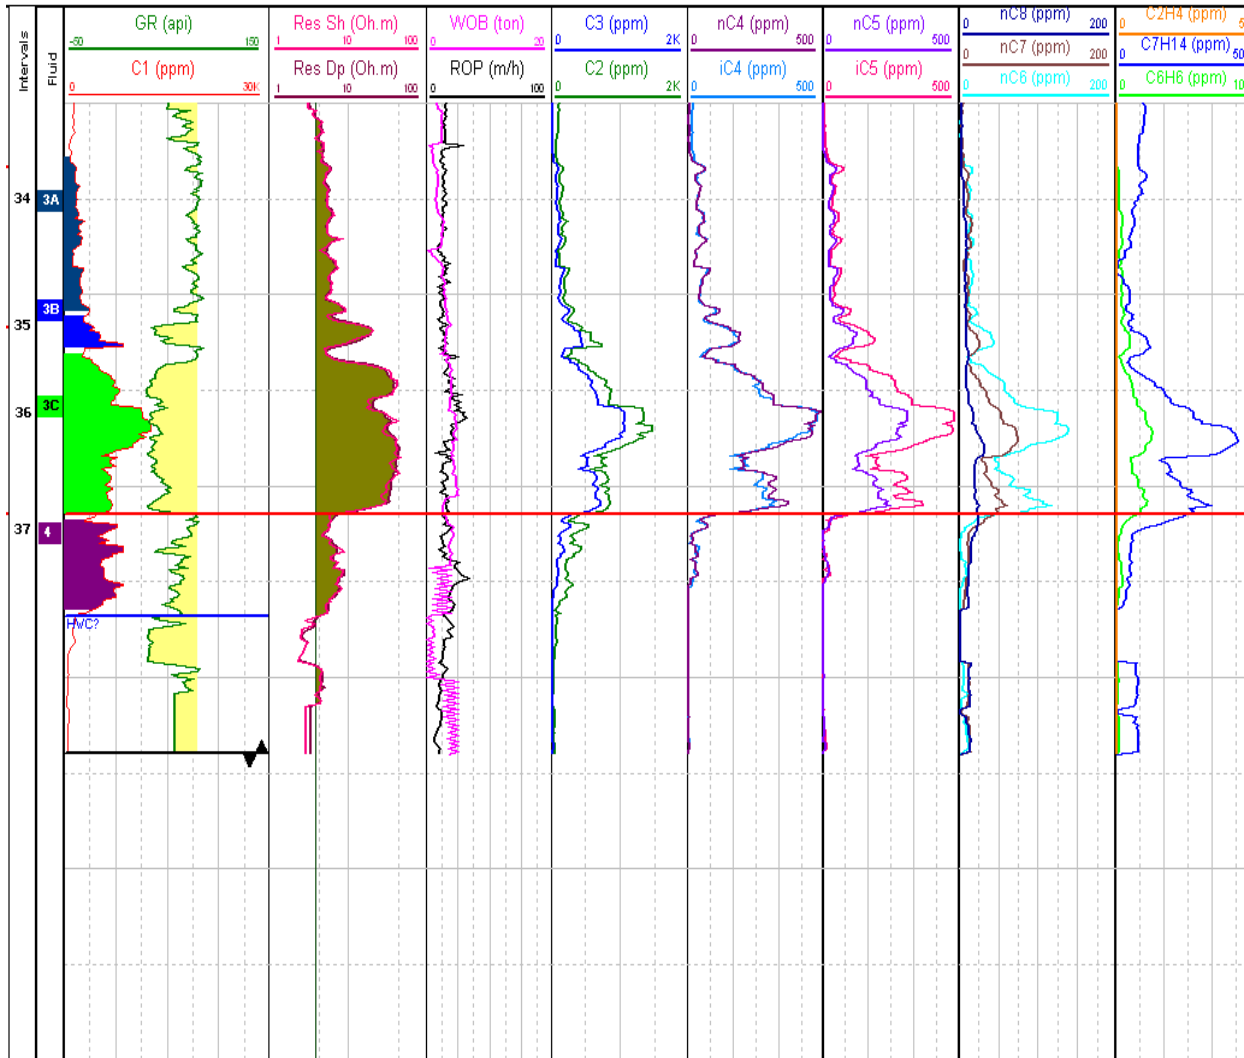 Intervals
Fluid
GR (api)
-50 150
C1 (ppm)
0 30K
Res Sh (Ohm.m)
1 10 100
Res Dp (Ohm.m)
1 10 100
WOB (ton)
0 20
ROP (m/h)
0 100
C3 (ppm)
0 2K
C2 (ppm)
0 2K
nC4 (ppm)
0 500
iC4 (ppm)
0 500
nC5 (ppm)
0 500
iC5 (ppm)
0 500
nC8 (ppm)
0 200
nC7 (ppm)
0 200
nC6 (ppm)
0 200
C2H4 (ppm)
0
C7H14 (ppm)
0 50
C6H6 (ppm)
0 10
34 3A
3B
35
3C
36
37 4
HWC?